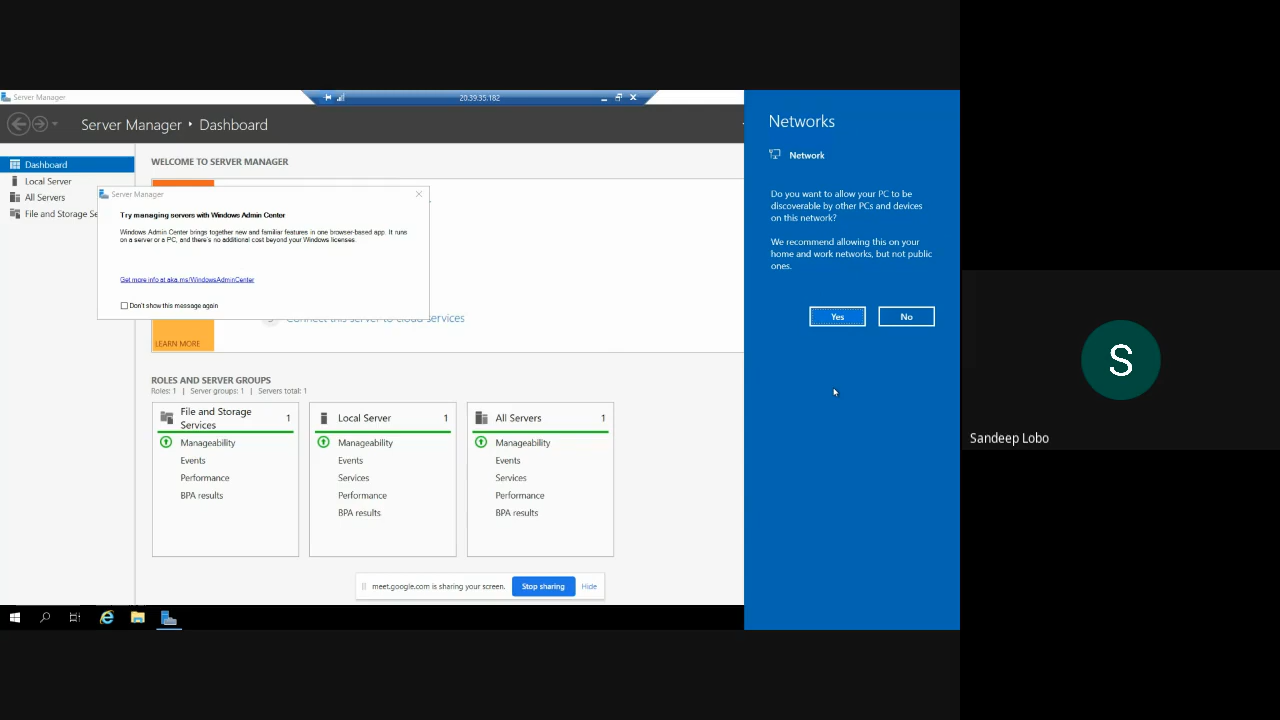 Server Manager
20.39.35.182
Server Manager • Dashboard
Dashboard
Local Server
All Servers
File and Storage Se
WELCOME TO SERVER MANAGER
Server Manager
Try managing servers with Windows Admin Center
Windows Admin Center brings together new and familiar features in one browser-based app. It runs
on a server or a PC, and there's no additional cost beyond your Windows licenses.
Get more info at aka.ms/WindowsAdminCenter
Don't show this message again
Connect this server to cloud services
LEARN MORE
ROLES AND SERVER GROUPS
Roles: 1 | Server groups: 1 | Servers total: 1
File and Storage
Services
1
Manageability
Events
Performance
BPA results
Local Server 1
Manageability
Events
Services
Performance
BPA results
All Servers 1
Manageability
Events
Services
Performance
BPA results
meet.google.com is sharing your screen. Stop sharing Hide
Networks
Network
Do you want to allow your PC to be
discoverable by other PCs and devices
on this network?
We recommend allowing this on your
home and work networks, but not public
ones.
Yes No
S
Sandeep Lobo